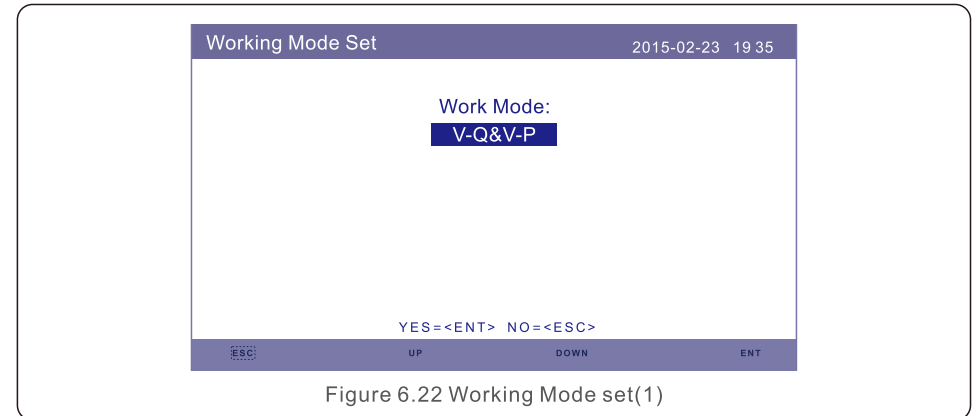 Working Mode Set 2015-02-23 19 35
Work Mode:
V-Q&V-P
YES=<ENT> NO=<ESC>
ESC UP DOWN ENT
Figure 6.22 Working Mode set(1)